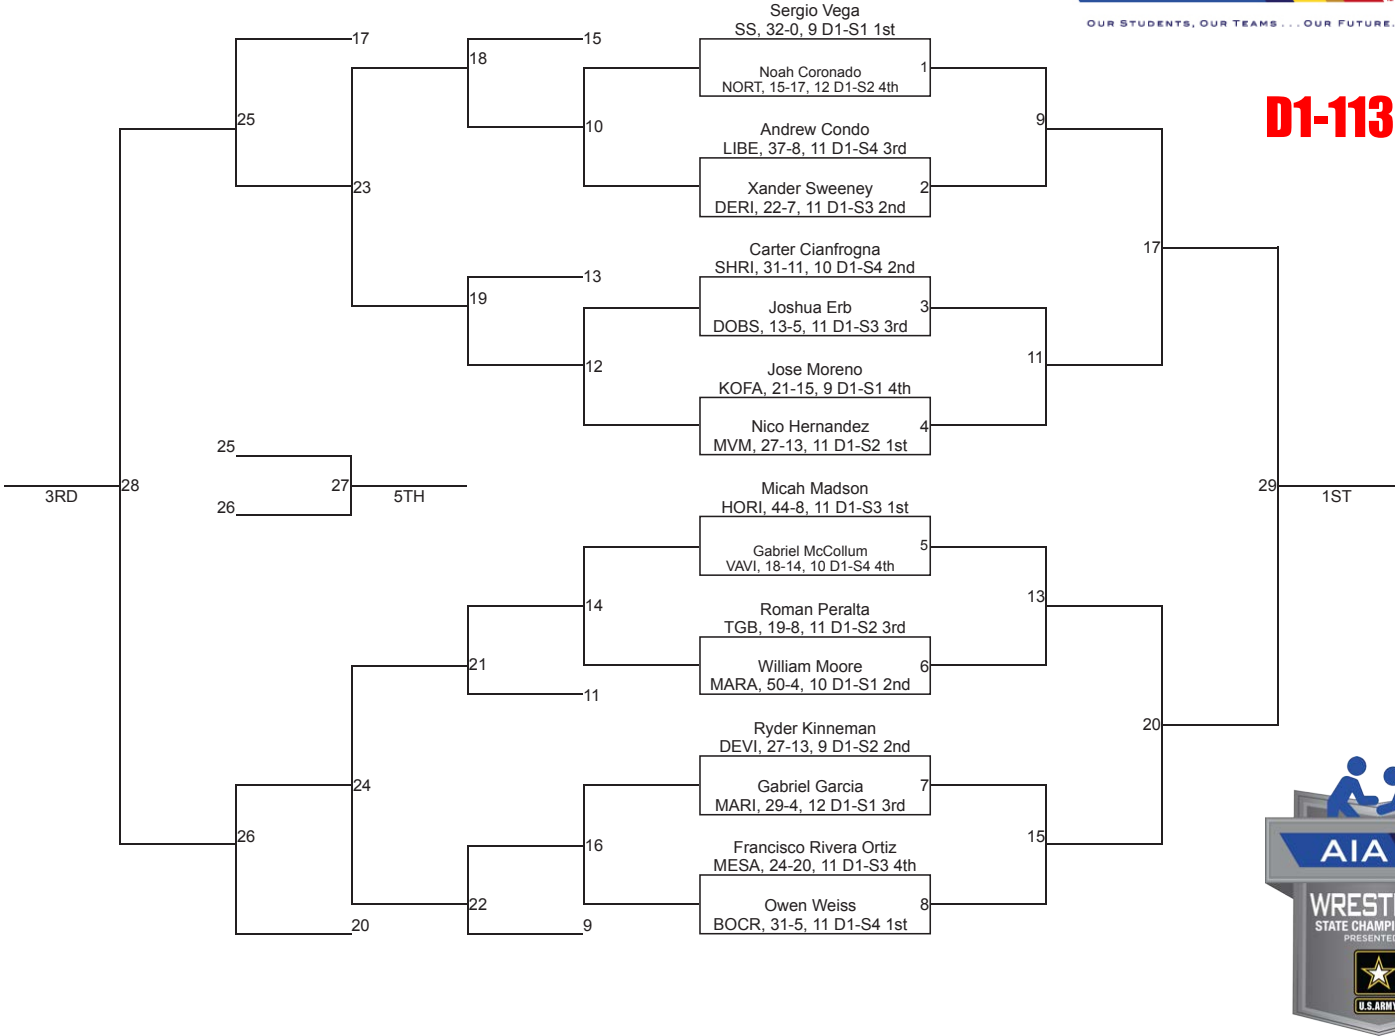 OUR STUDENTS, OUR TEAMS . . . OUR FUTURE.
D1-113
Sergio Vega
SS, 32-0, 9 D1-S1 1st
Noah Coronado
NORT, 15-17, 12 D1-S2 4th
1
Andrew Condo
LIBE, 37-8, 11 D1-S4 3rd
Xander Sweeney
DERI, 22-7, 11 D1-S3 2nd
2
Carter Cianfrogna
SHRI, 31-11, 10 D1-S4 2nd
Joshua Erb
DOBS, 13-5, 11 D1-S3 3rd
3
Jose Moreno
KOFA, 21-15, 9 D1-S1 4th
Nico Hernandez
MVM, 27-13, 11 D1-S2 1st
4
Micah Madson
HORI, 44-8, 11 D1-S3 1st
Gabriel McCollum
VAVI, 18-14, 10 D1-S4 4th
5
Roman Peralta
TGB, 19-8, 11 D1-S2 3rd
William Moore
MARA, 50-4, 10 D1-S1 2nd
6
Ryder Kinneman
DEVI, 27-13, 9 D1-S2 2nd
Gabriel Garcia
MARI, 29-4, 12 D1-S1 3rd
7
Francisco Rivera Ortiz
MESA, 24-20, 11 D1-S3 4th
Owen Weiss
BOCR, 31-5, 11 D1-S4 1st
8
9
11
13
15
17
20
29
1ST
17
15
18
10
25
23
13
19
12
25
28
3RD
27
5TH
26
14
21
11
24
26
16
22
20
9
AIA
WREST
STATE CHAMPI
PRESENTED
U.S.ARMY